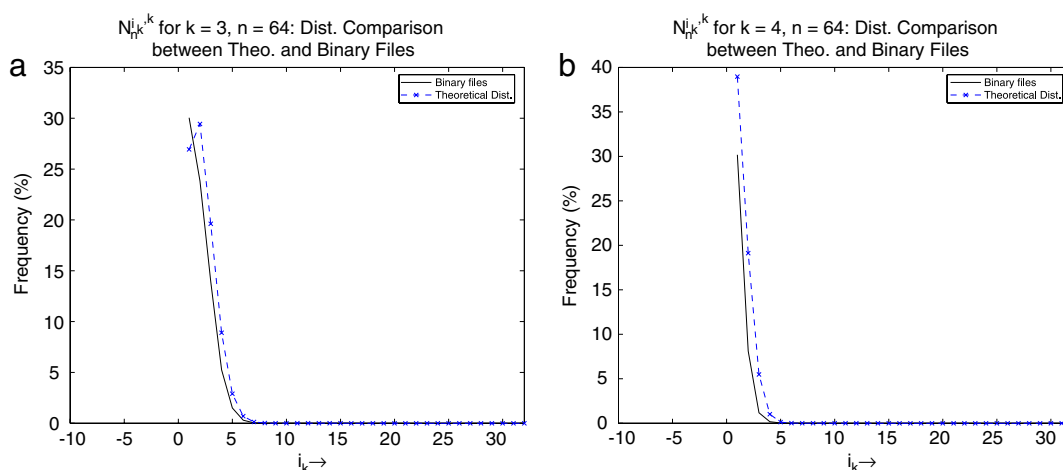 N_n^{i_k,k} for k = 3, n = 64: Dist. Comparison
between Theo. and Binary Files
a
35
30
25
20
15
10
5
0
Frequency (%)
Binary files
Theoretical Dist.
-10 -5 0 5 10 15 20 25 30
i_k→
N_n^{i_k,k} for k = 4, n = 64: Dist. Comparison
between Theo. and Binary Files
b
40
35
30
25
20
15
10
5
0
Frequency (%)
Binary files
Theoretical Dist.
-10 -5 0 5 10 15 20 25 30
i_k→